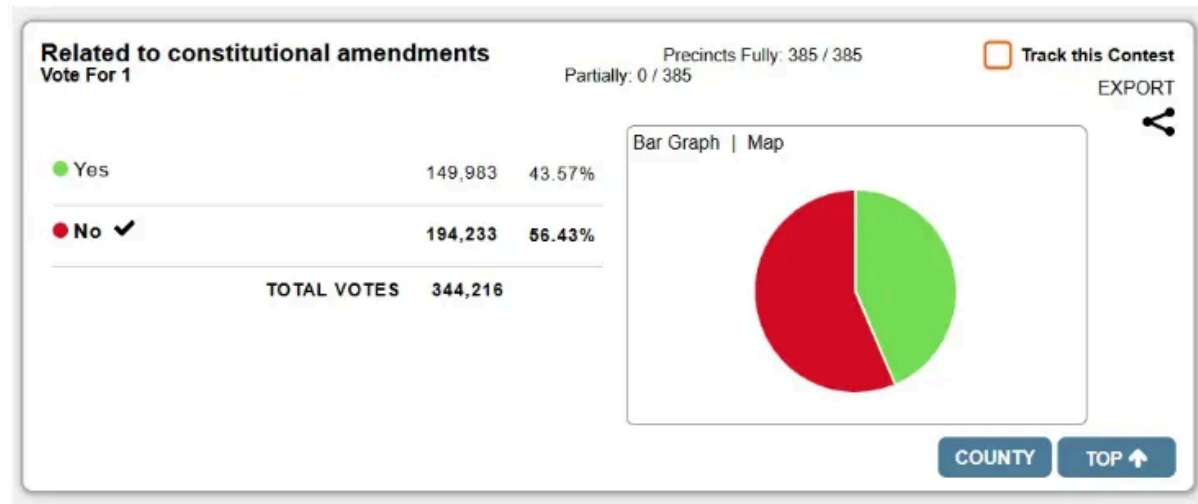 Related to constitutional amendments
Vote For 1
Precincts Fully: 385 / 385
Partially: 0 / 385
Track this Contest
EXPORT
Yes 149,983 43.57%
No 194,233 56.43%
TOTAL VOTES 344,216
Bar Graph | Map
COUNTY
TOP